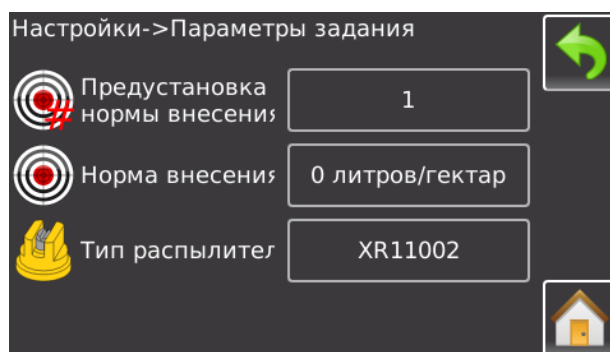 Настройки->Параметры задания
Предустановка
нормы внесения
1
Норма внесения
0 литров/гектар
Тип распылител
XR11002